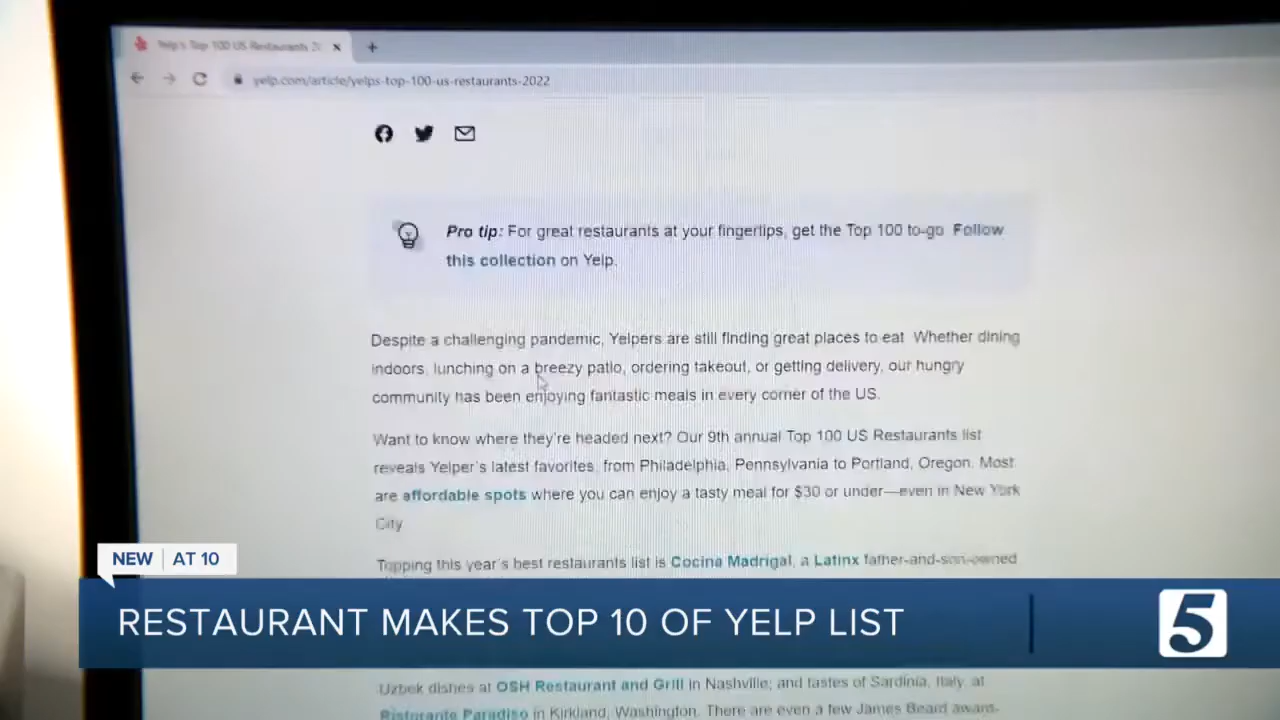 Yelp's Top 100 US Restaurants 20
yelp.com/article/yelps-top-100-us-restaurants-2022
Pro tip: For great restaurants at your fingertips, get the Top 100 to-go Follow
this collection on Yelp.
Despite a challenging pandemic, Yelpers are still finding great places to eat Whether dining
indoors, lunching on a breezy patio, ordering takeout, or getting delivery, our hungry
community has been enjoying fantastic meals in every corner of the US.
Want to know where they're headed next? Our 9th annual Top 100 US Restaurants list
reveals Yelper's latest favorites, from Philadelphia, Pennsylvania to Portland, Oregon. Most
are affordable spots where you can enjoy a tasty meal for $30 or under—even in New York
City
Topping this year's best restaurants list is Cocina Madrigal, a Latinx father-and-son-owned
NEW AT 10
RESTAURANT MAKES TOP 10 OF YELP LIST
5
Uzbek dishes at OSH Restaurant and Grill in Nashville; and tastes of Sardinia, Italy, at
Ristorante Paradiso in Kirkland, Washington. There are even a few James Beard award-